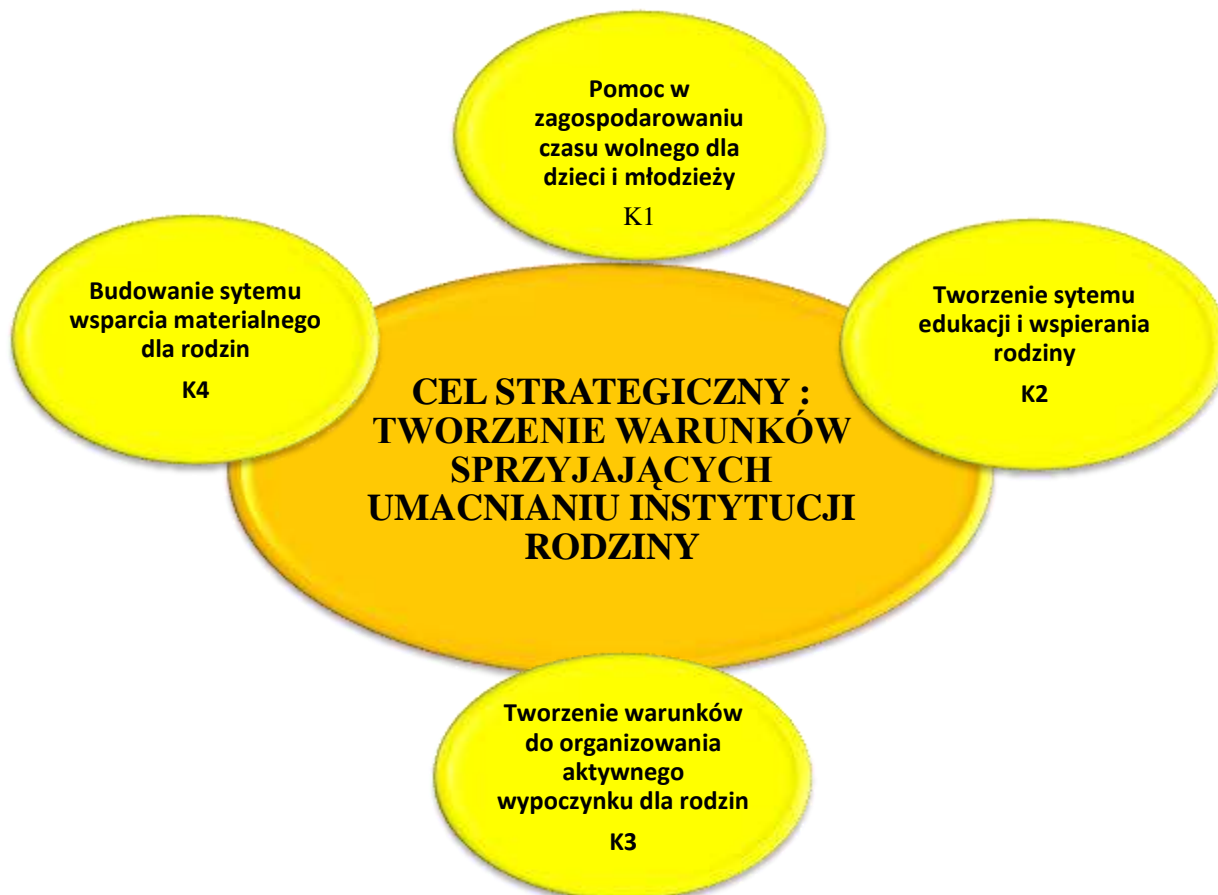 Pomoc w
zagospodarowaniu
czasu wolnego dla
dzieci i młodzieży
K1
Budowanie sytemu
wsparcia materialnego
dla rodzin
K4
Tworzenie sytemu
edukacji i wspierania
rodziny
K2
CEL STRATEGICZNY :
TWORZENIE WARUNKÓW
SPRZYJAJĄCYCH
UMACNIANIU INSTYTUCJI
RODZINY
Tworzenie warunków
do organizowania
aktywnego
wypoczynku dla rodzin
K3